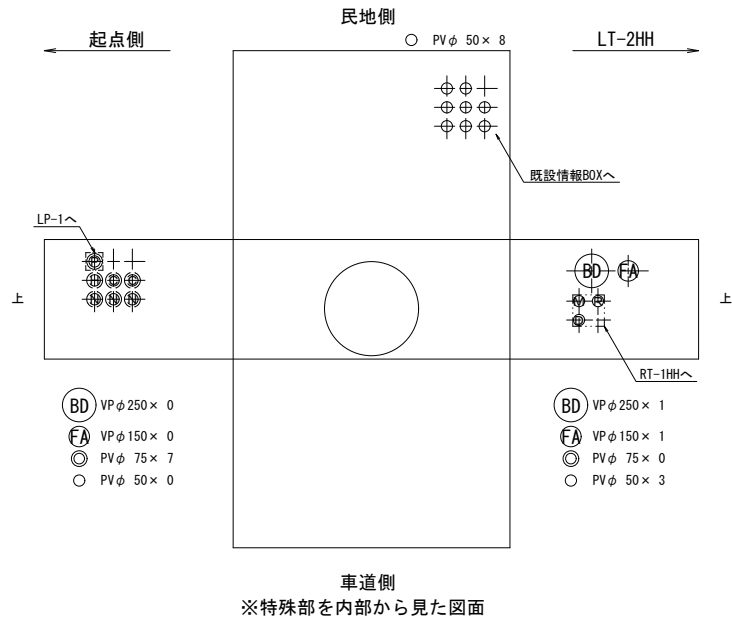 民地側
起点側
PVφ 50× 8
LT-2HH
既設情報BOXへ
LP-1へ
BD
FA
上
上
M
R
RT-1HHへ
BD VPφ250× 0
FA VPφ150× 0
PVφ 75× 7
PVφ 50× 0
BD VPφ250× 1
FA VPφ150× 1
PVφ 75× 0
PVφ 50× 3
車道側
※特殊部を内部から見た図面